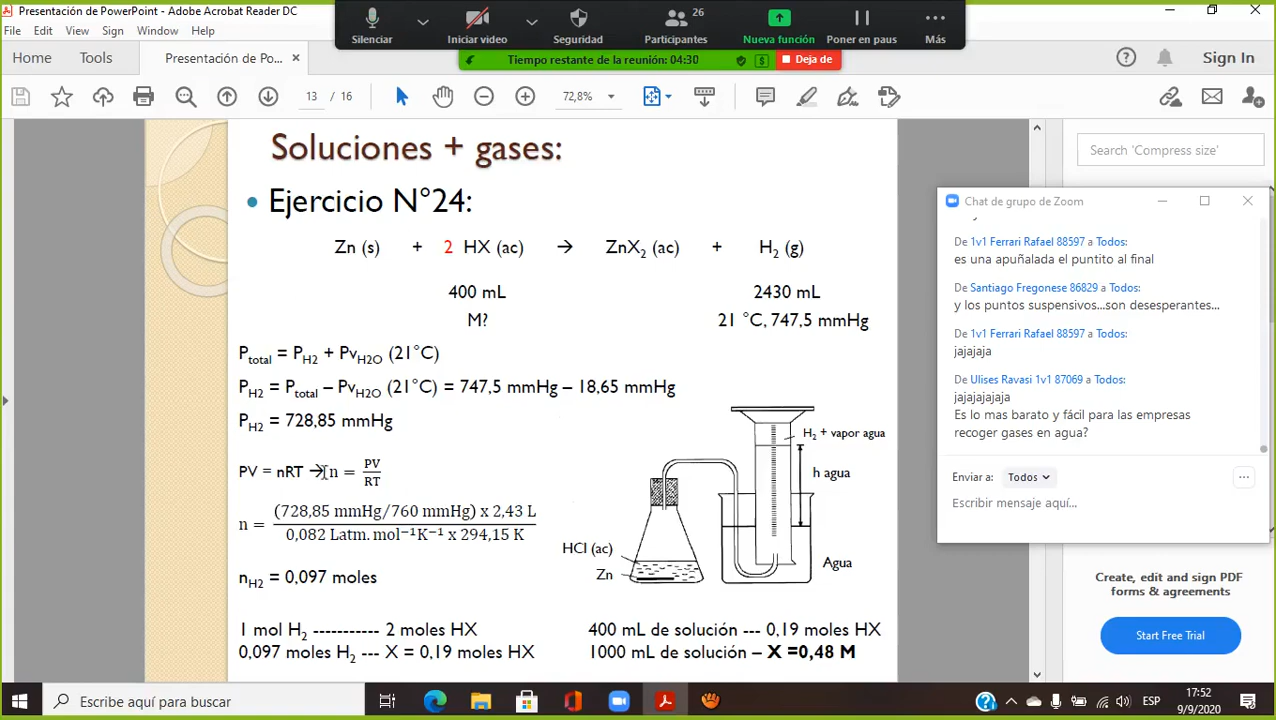 Presentación de PowerPoint - Adobe Acrobat Reader DC
File Edit View Sign Window Help
Silenciar
Iniciar video
Seguridad
26
Participantes
Nueva función
Poner en paus
Más
Tiempo restante de la reunión: 04:30
$
Deja de
Home Tools Presentación de Po... ×
Sign In
13 / 16
72,8%
Search 'Compress size'
Soluciones + gases:
• Ejercicio N°24:
Zn (s) + 2 HX (ac) → ZnX₂ (ac) + H₂ (g)
400 mL 2430 mL
M? 21 °C, 747,5 mmHg
P_total = P_H2 + Pv_H2O (21°C)
P_H2 = P_total – Pv_H2O (21°C) = 747,5 mmHg – 18,65 mmHg
P_H2 = 728,85 mmHg
PV = nRT → n = PV
RT
n = (728,85 mmHg/760 mmHg) x 2,43 L
0,082 Latm. mol⁻¹K⁻¹ x 294,15 K
n_H2 = 0,097 moles
1 mol H₂ ----------- 2 moles HX
0,097 moles H₂ --- X = 0,19 moles HX
400 mL de solución --- 0,19 moles HX
1000 mL de solución – X =0,48 M
H₂ + vapor agua
h agua
HCl (ac)
Zn
Agua
Chat de grupo de Zoom
De 1v1 Ferrari Rafael 88597 a Todos:
es una apuñalada el puntito al final
De Santiago Fregonese 86829 a Todos:
y los puntos suspensivos...son desesperantes...
De 1v1 Ferrari Rafael 88597 a Todos:
jajajaja
De Ulises Ravasi 1v1 87069 a Todos:
jajajajajaja
Es lo mas barato y fácil para las empresas
recoger gases en agua?
Enviar a: Todos
Escribir mensaje aquí...
Create, edit and sign PDF
forms & agreements
Start Free Trial
Escribe aquí para buscar
ESP
17:52
9/9/2020